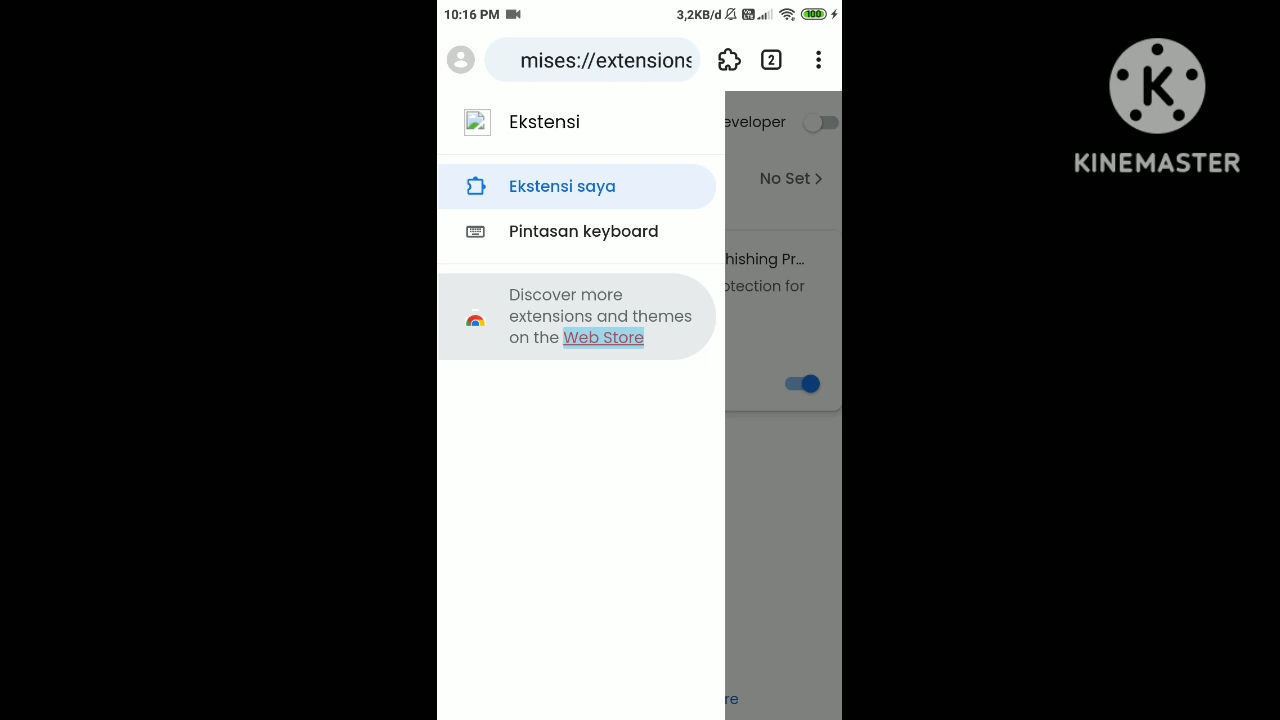 10:16 PM 3,2KB/d 100
mises://extensions 2
Ekstensi
eveloper
No Set
Ekstensi saya
Pintasan keyboard
hishing Pr...
otection for
Discover more
extensions and themes
on the Web Store
re
KINEMASTER